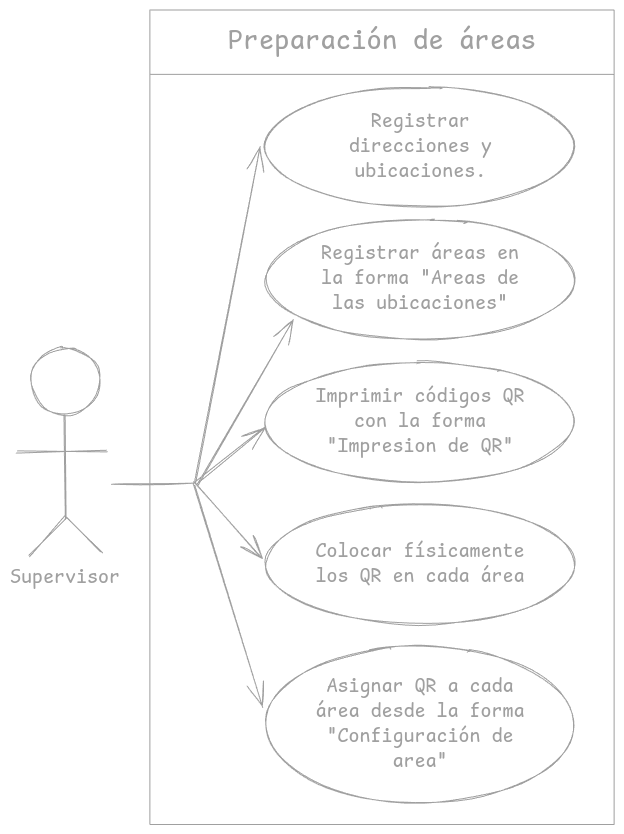 Preparación de áreas
Registrar
direcciones y
ubicaciones.
Registrar áreas en
la forma "Areas de
las ubicaciones"
Imprimir códigos QR
con la forma
"Impresion de QR"
Colocar físicamente
los QR en cada área
Asignar QR a cada
área desde la forma
"Configuración de
area"
Supervisor